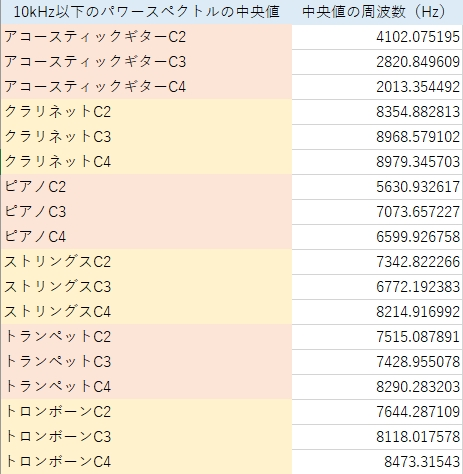 10kHz以下のパワースペクトルの中央値 中央値の周波数（Hz）
アコースティックギターC2 4102.075195
アコースティックギターC3 2820.849609
アコースティックギターC4 2013.354492
クラリネットC2 8354.882813
クラリネットC3 8968.579102
クラリネットC4 8979.345703
ピアノC2 5630.932617
ピアノC3 7073.657227
ピアノC4 6599.926758
ストリングスC2 7342.822266
ストリングスC3 6772.192383
ストリングスC4 8214.916992
トランペットC2 7515.087891
トランペットC3 7428.955078
トランペットC4 8290.283203
トロンボーンC2 7644.287109
トロンボーンC3 8118.017578
トロンボーンC4 8473.31543